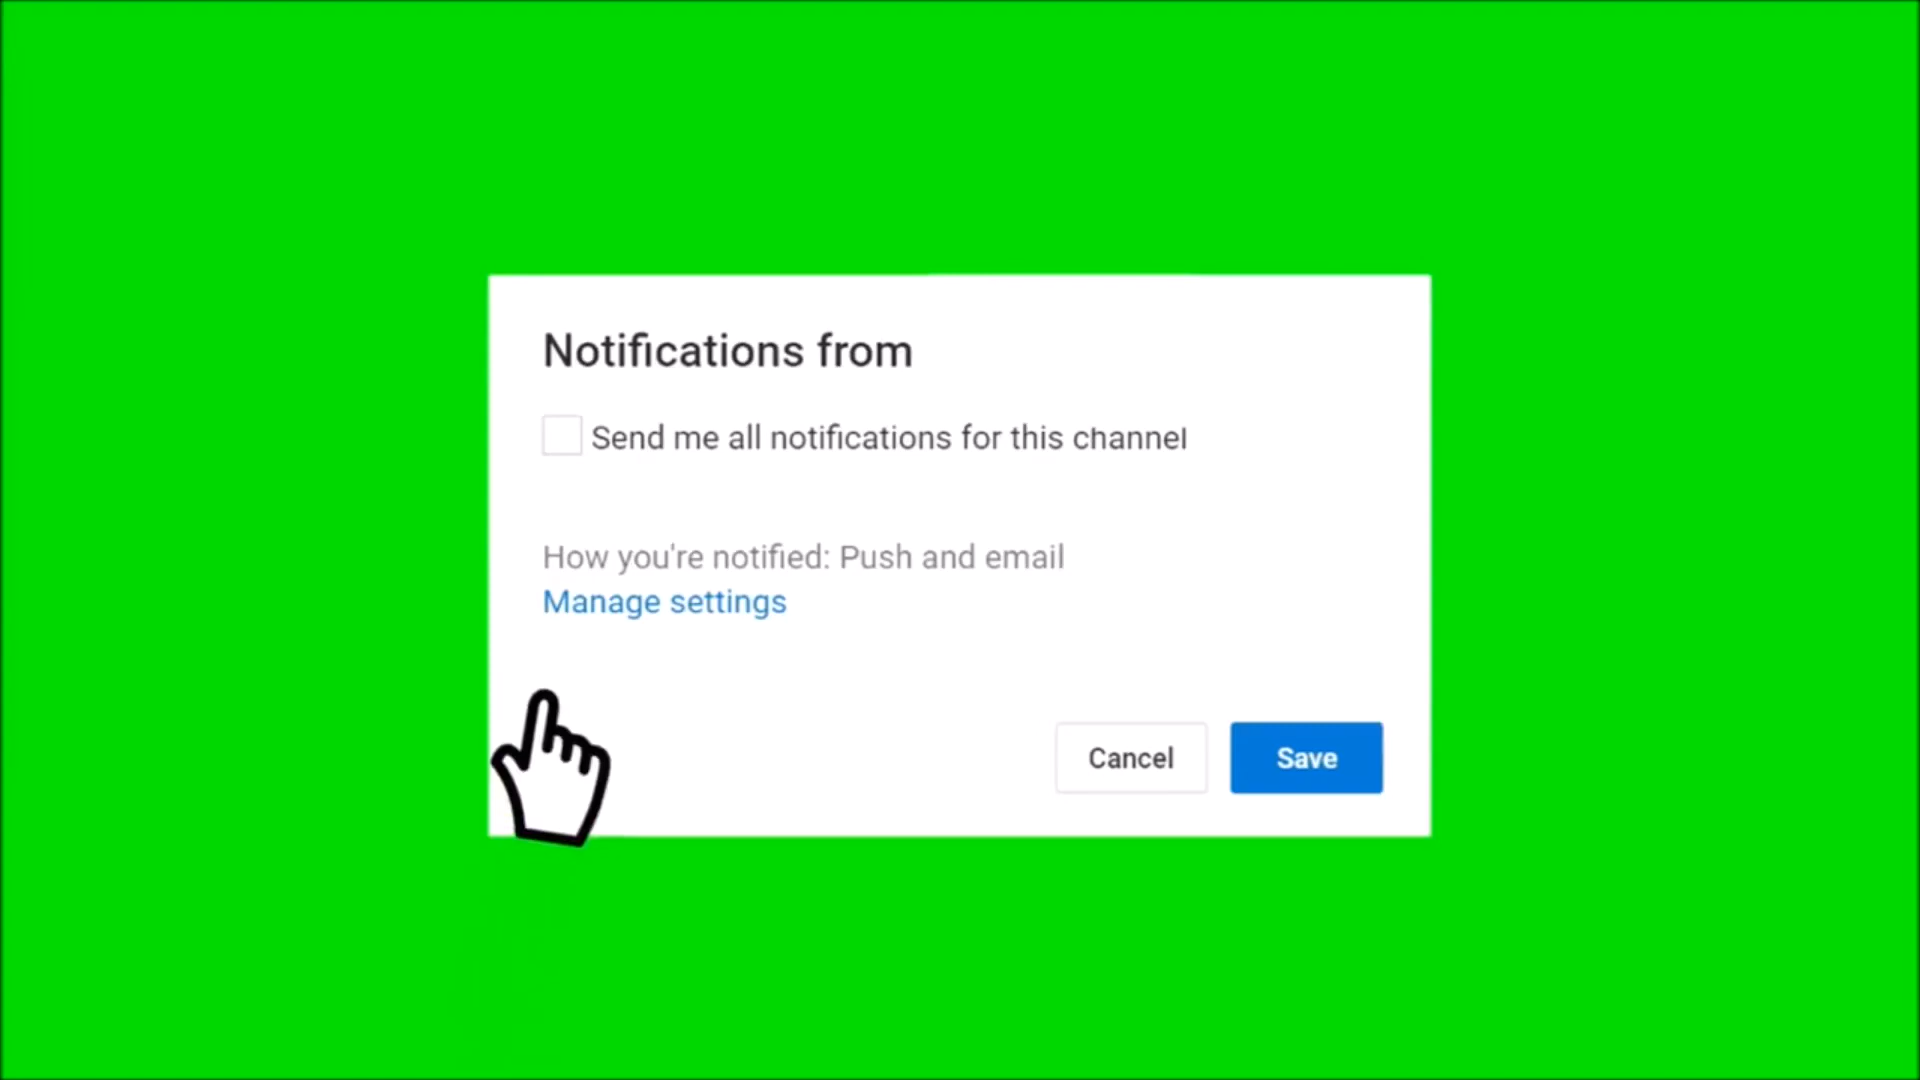 Notifications from
Send me all notifications for this channel
How you're notified: Push and email
Manage settings
Cancel
Save